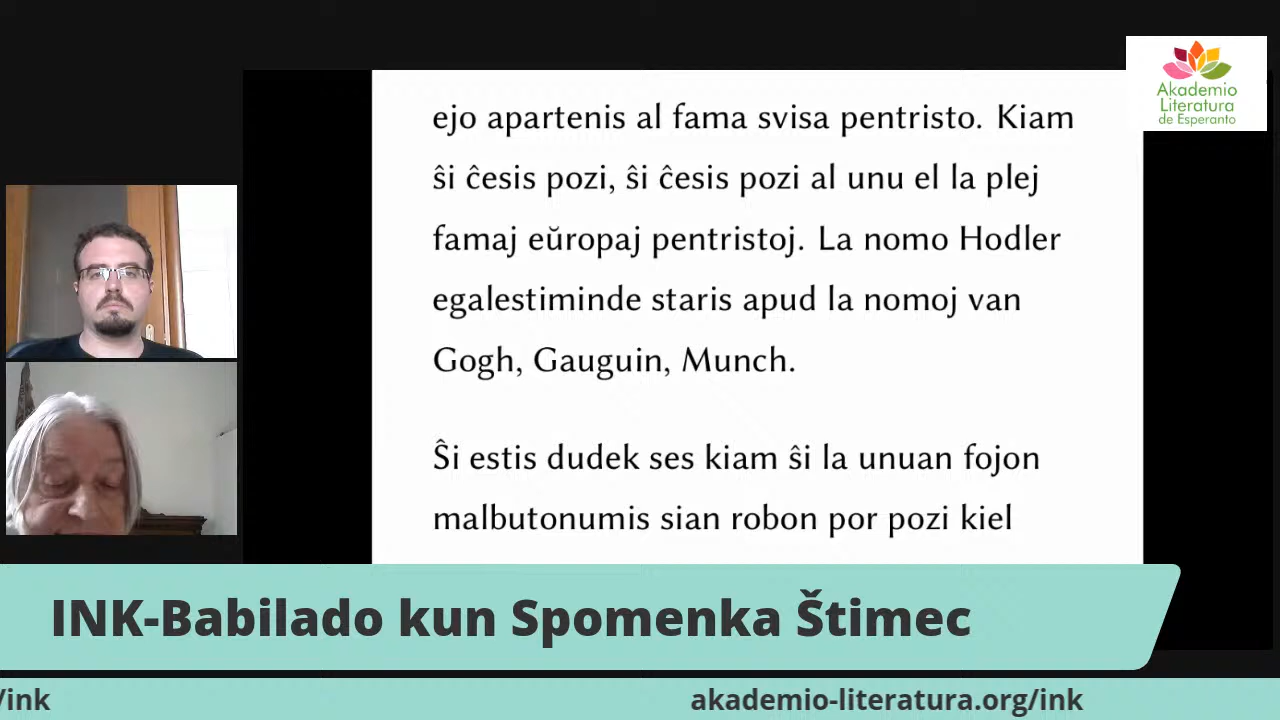 Akademio
Literatura
de Esperanto
ejo apartenis al fama svisa pentristo. Kiam
ŝi ĉesis pozi, ŝi ĉesis pozi al unu el la plej
famaj eŭropaj pentristoj. La nomo Hodler
egalestiminde staris apud la nomoj van
Gogh, Gauguin, Munch.
Ŝi estis dudek ses kiam ŝi la unuan fojon
malbutonumis sian robon por pozi kiel
INK-Babilado kun Spomenka Štimec
/ink
akademio-literatura.org/ink